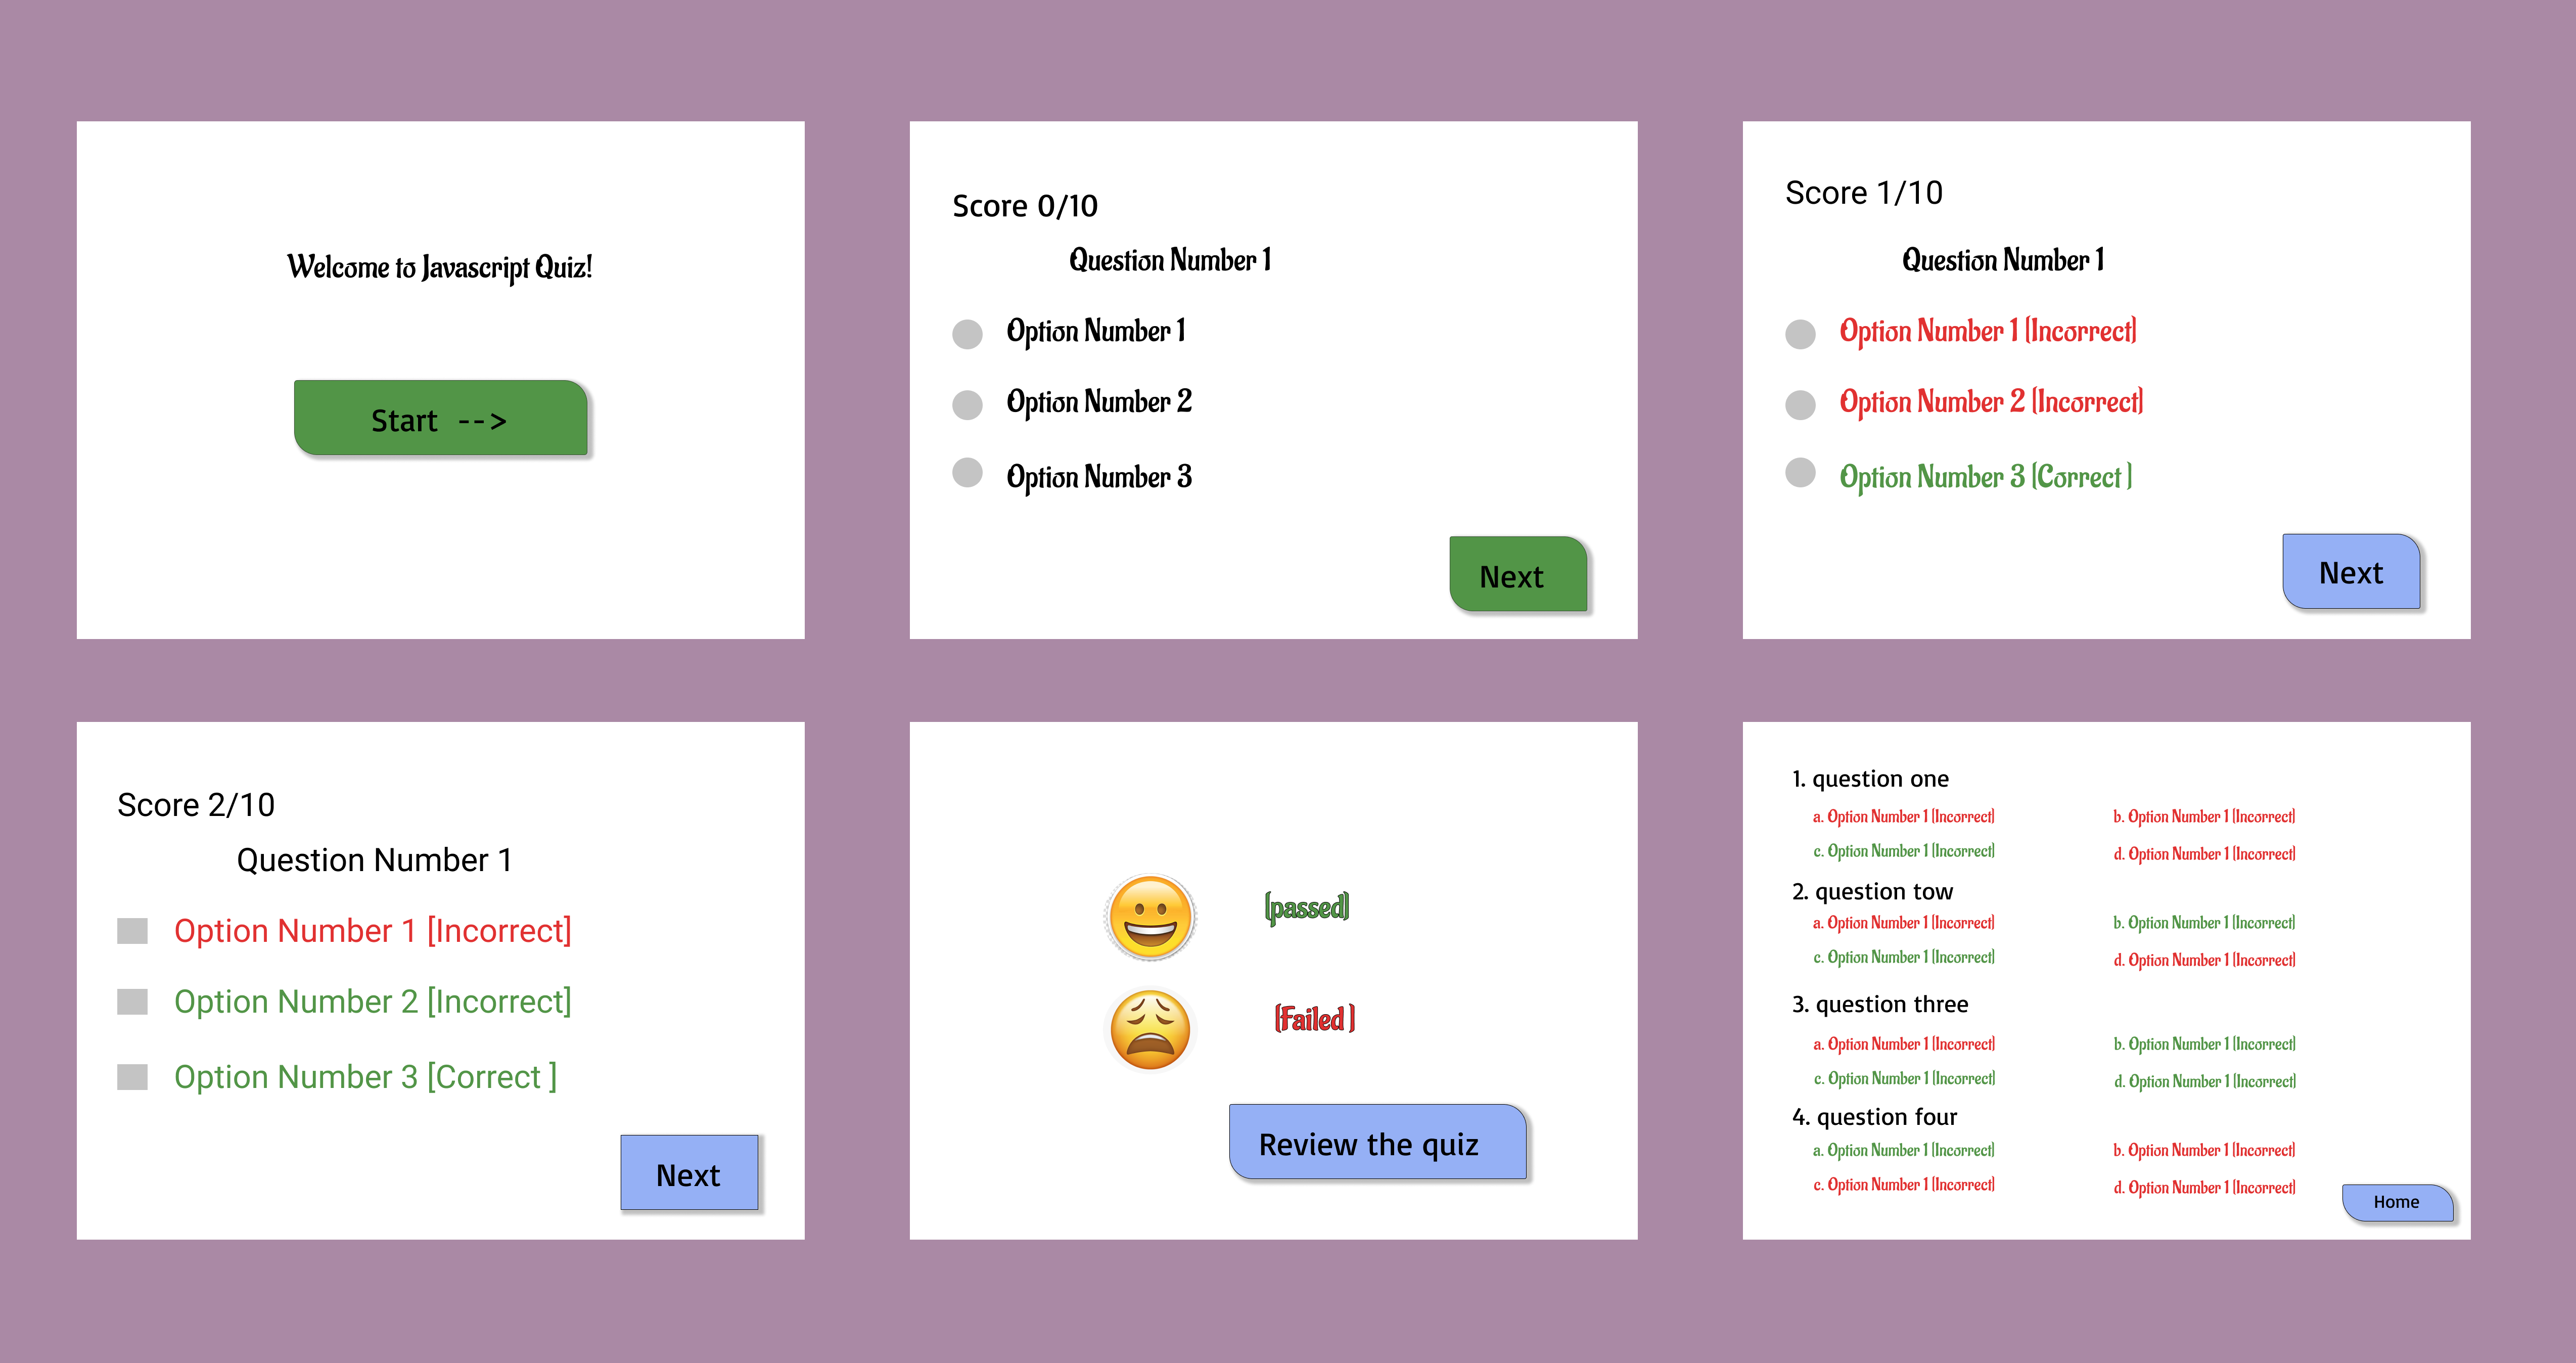 Welcome to Javascript Quiz!
Start -->
Score 0/10
Question Number 1
Option Number 1
Option Number 2
Option Number 3
Next
Score 1/10
Question Number 1
Option Number 1 [Incorrect]
Option Number 2 [Incorrect]
Option Number 3 [Correct ]
Next
Score 2/10
Question Number 1
Option Number 1 [Incorrect]
Option Number 2 [Incorrect]
Option Number 3 [Correct ]
Next
[passed]
[Failed ]
Review the quiz
1. question one
a. Option Number 1 [Incorrect] b. Option Number 1 [Incorrect]
c. Option Number 1 [Incorrect] d. Option Number 1 [Incorrect]
2. question tow
a. Option Number 1 [Incorrect] b. Option Number 1 [Incorrect]
c. Option Number 1 [Incorrect] d. Option Number 1 [Incorrect]
3. question three
a. Option Number 1 [Incorrect] b. Option Number 1 [Incorrect]
c. Option Number 1 [Incorrect] d. Option Number 1 [Incorrect]
4. question four
a. Option Number 1 [Incorrect] b. Option Number 1 [Incorrect]
c. Option Number 1 [Incorrect] d. Option Number 1 [Incorrect]
Home